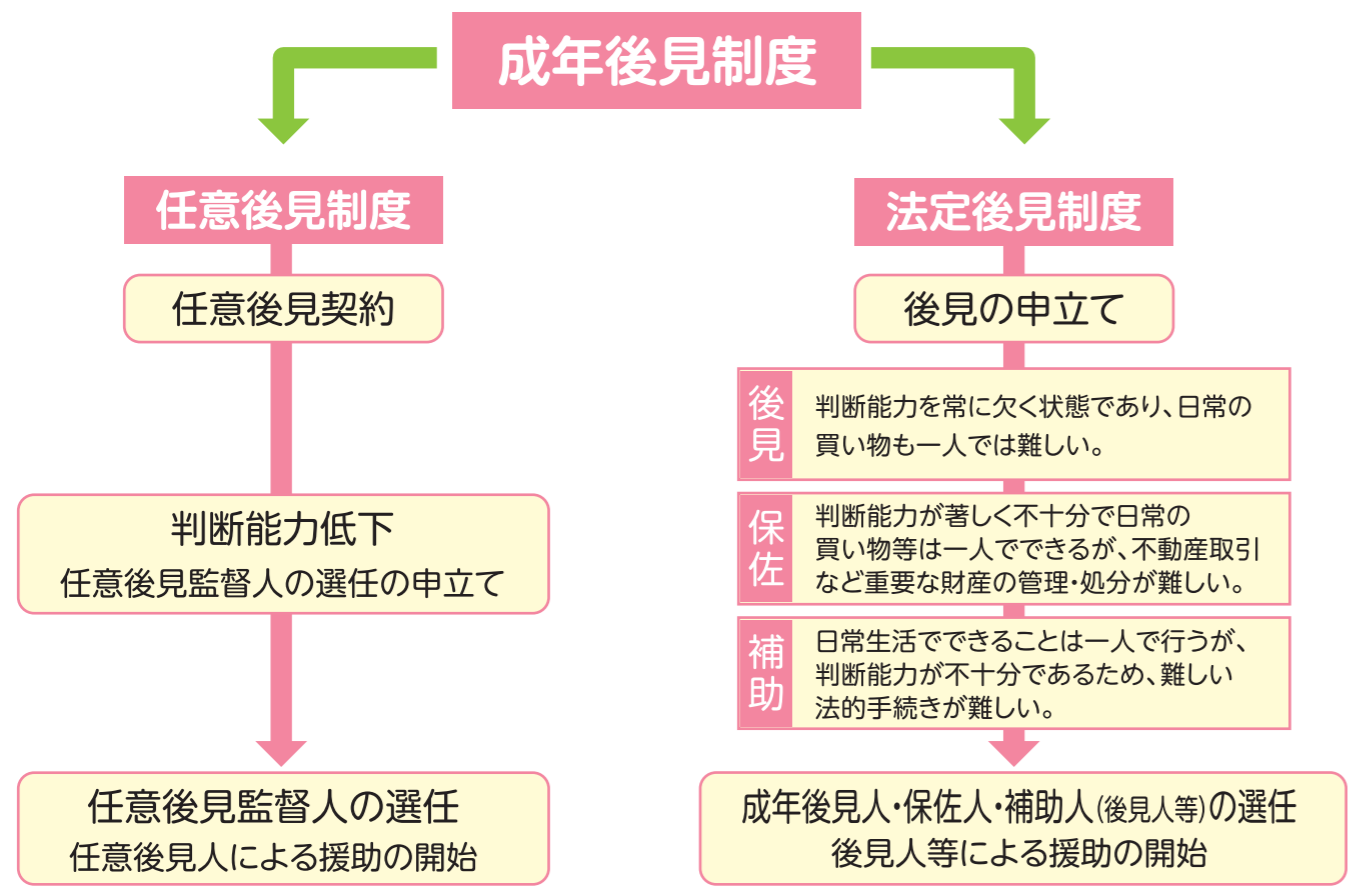 成年後見制度
任意後見制度
任意後見契約
判断能力低下
任意後見監督人の選任の申立て
任意後見監督人の選任
任意後見人による援助の開始
法定後見制度
後見の申立て
後見
判断能力を常に欠く状態であり、日常の
買い物も一人では難しい。
保佐
判断能力が著しく不十分で日常の
買い物等は一人でできるが、不動産取引
など重要な財産の管理・処分が難しい。
補助
日常生活でできることは一人で行うが、
判断能力が不十分であるため、難しい
法的手続きが難しい。
成年後見人・保佐人・補助人(後見人等)の選任
後見人等による援助の開始